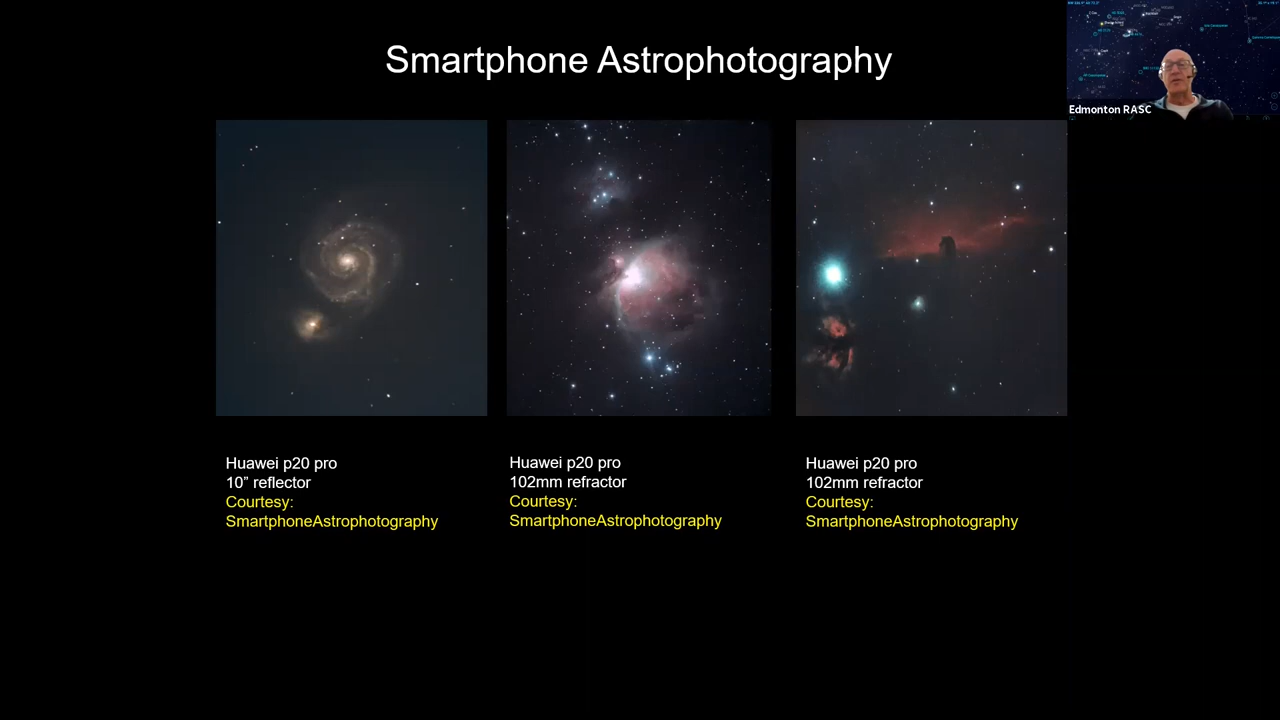 Smartphone Astrophotography
Edmonton RASC
Huawei p20 pro
10” reflector
Courtesy:
SmartphoneAstrophotography
Huawei p20 pro
102mm refractor
Courtesy:
SmartphoneAstrophotography
Huawei p20 pro
102mm refractor
Courtesy:
SmartphoneAstrophotography